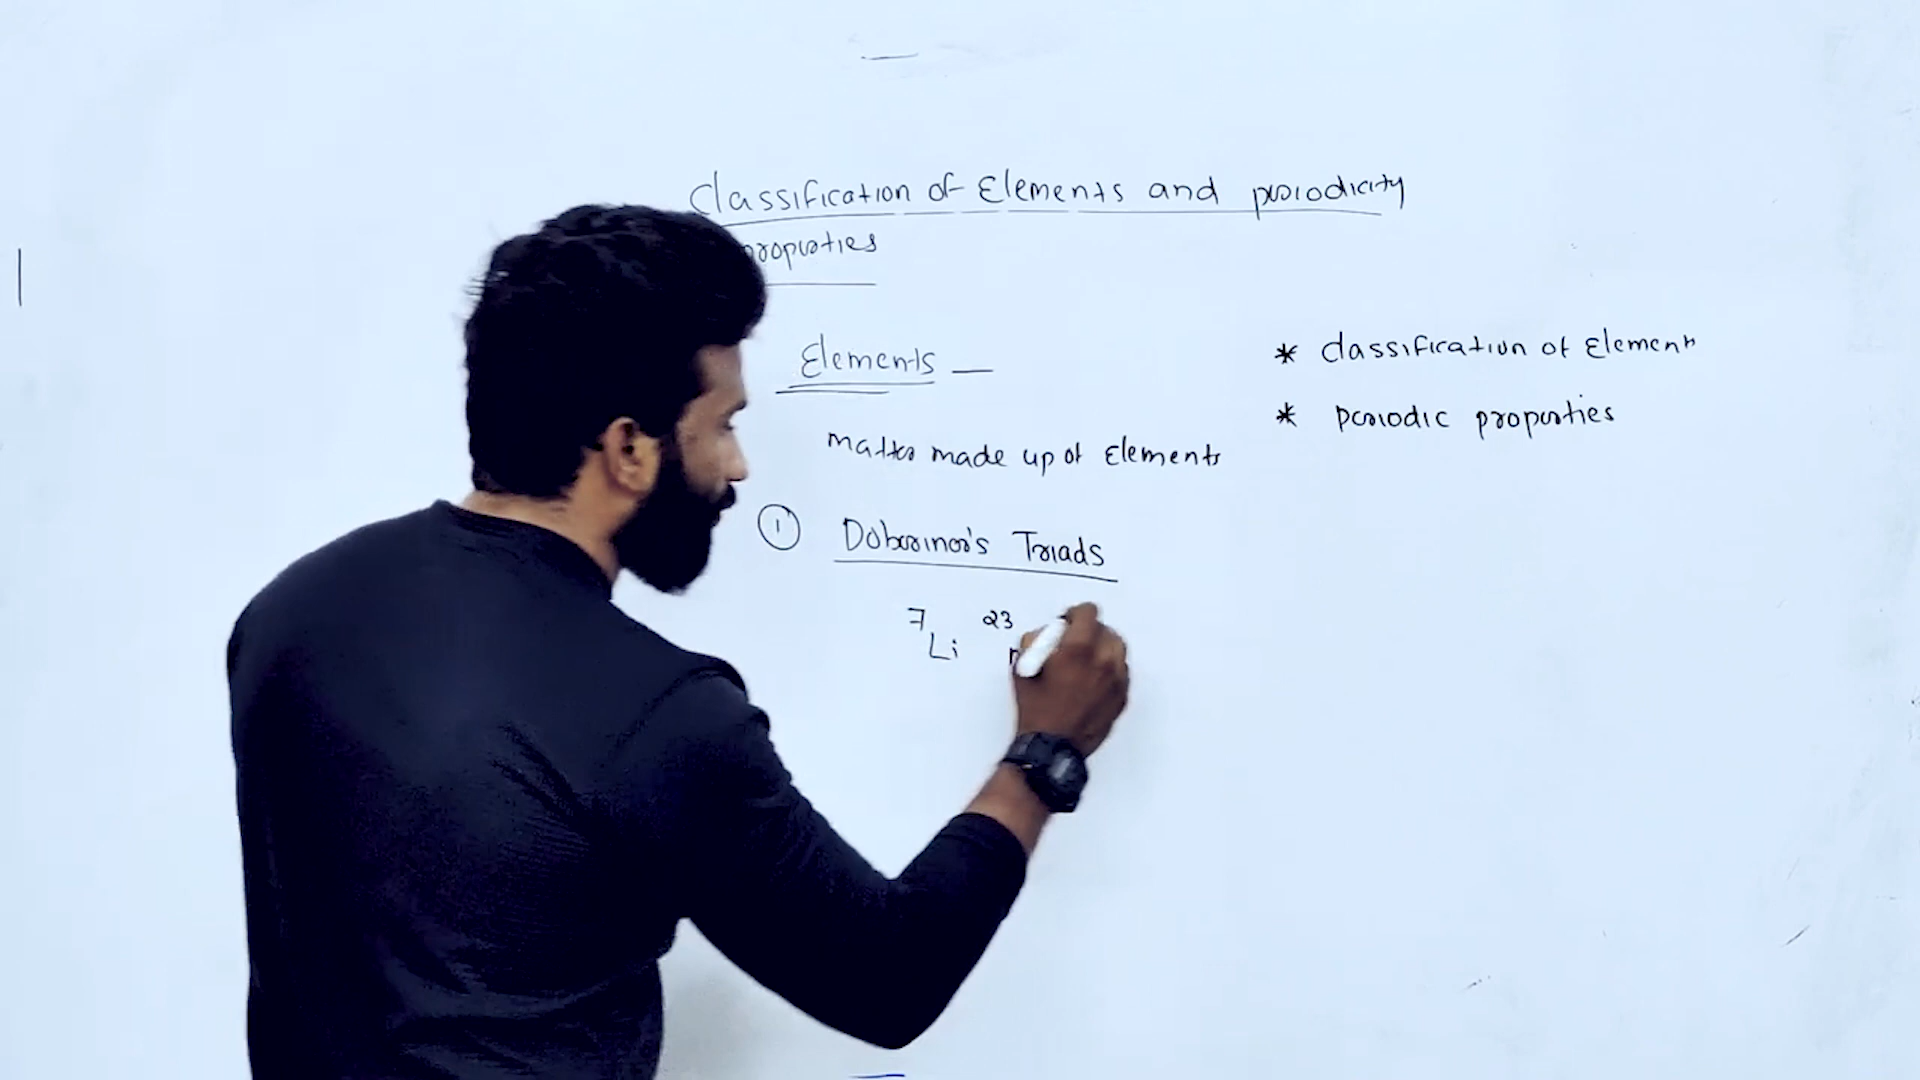 Classification of Elements and periodicity
properties
Elements —
* classification of Elements
* periodic properties
matter made up of Elements
① Doberiner's Triads
7 23
Li